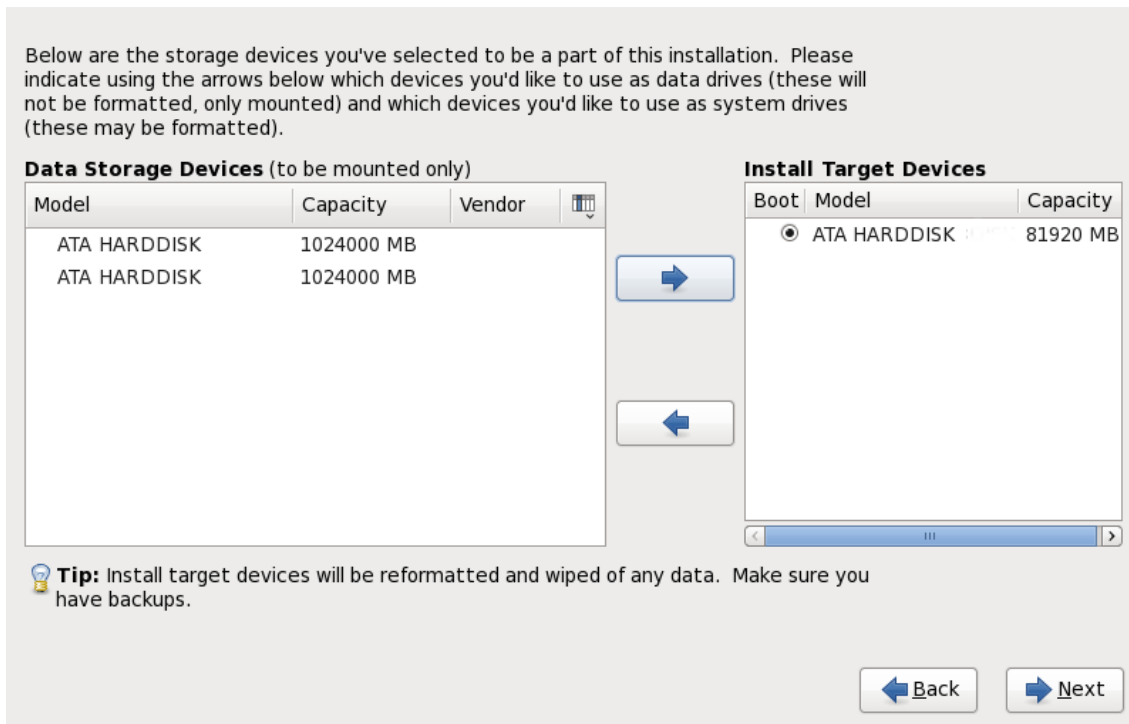 Below are the storage devices you've selected to be a part of this installation.  Please
indicate using the arrows below which devices you'd like to use as data drives (these will
not be formatted, only mounted) and which devices you'd like to use as system drives
(these may be formatted).
Data Storage Devices (to be mounted only)
Model Capacity Vendor
ATA HARDDISK 1024000 MB
ATA HARDDISK 1024000 MB
Install Target Devices
Boot Model Capacity
ATA HARDDISK 81920 MB
Tip: Install target devices will be reformatted and wiped of any data.  Make sure you
have backups.
Back Next